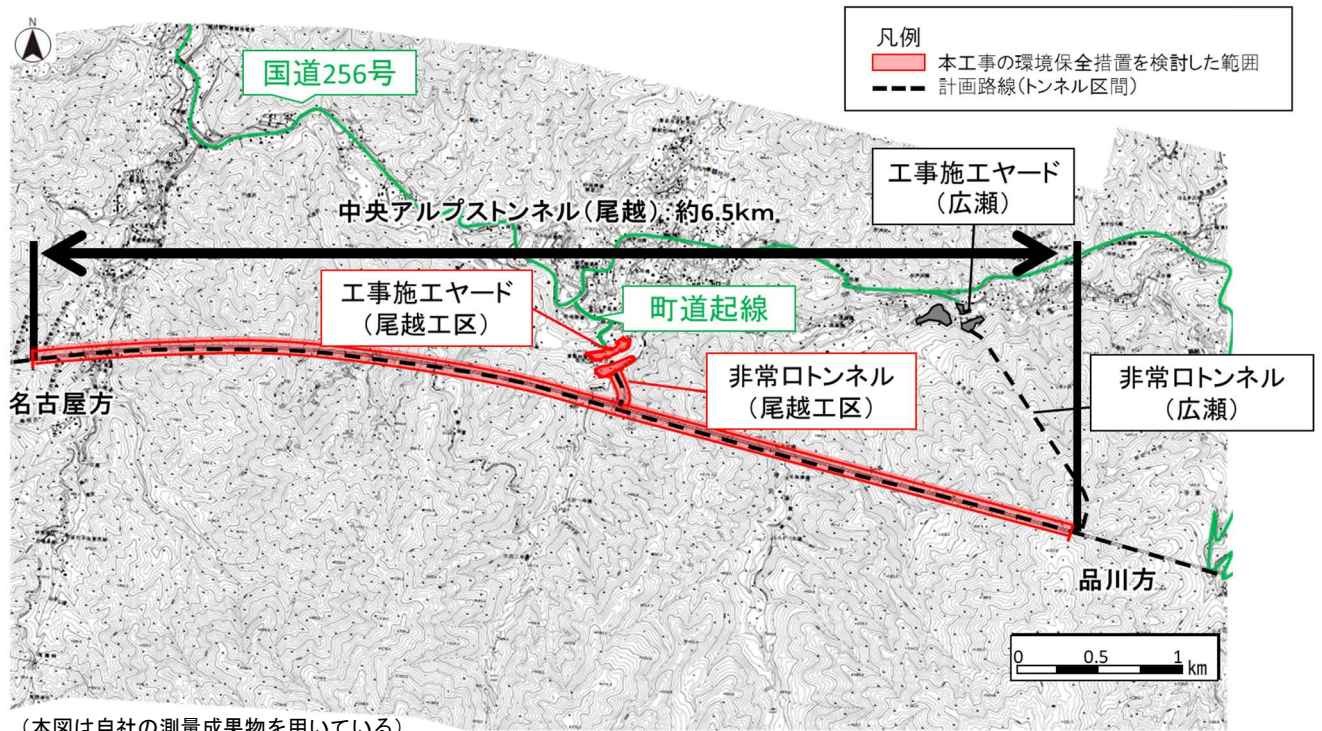 N
国道256号
凡例
本工事の環境保全措置を検討した範囲
計画路線(トンネル区間)
工事施工ヤード
(広瀬)
中央アルプストンネル(尾越):約6.5km
工事施工ヤード
(尾越工区)
町道起線
非常口トンネル
(尾越工区)
非常口トンネル
(広瀬)
名古屋方
品川方
0 0.5 1 km
(本図は自社の測量成果物を用いている)